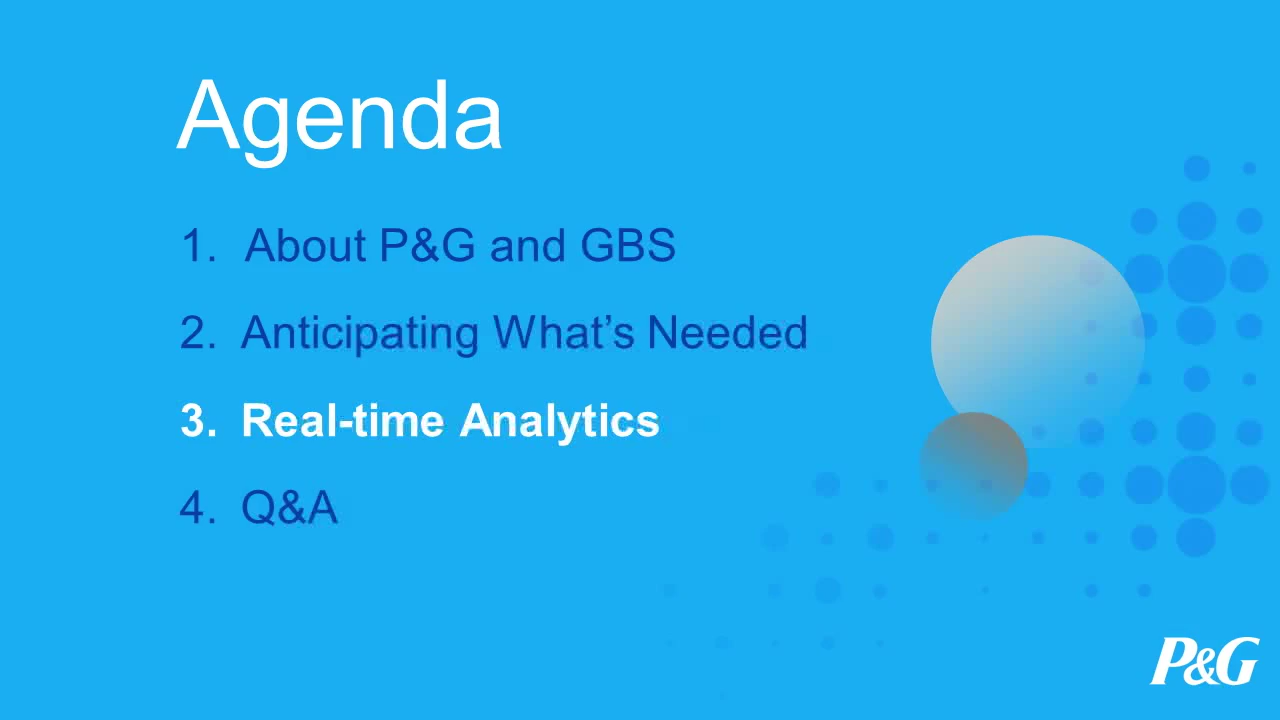 Agenda
1. About P&G and GBS
2. Anticipating What’s Needed
3. Real-time Analytics
4. Q&A
P&G